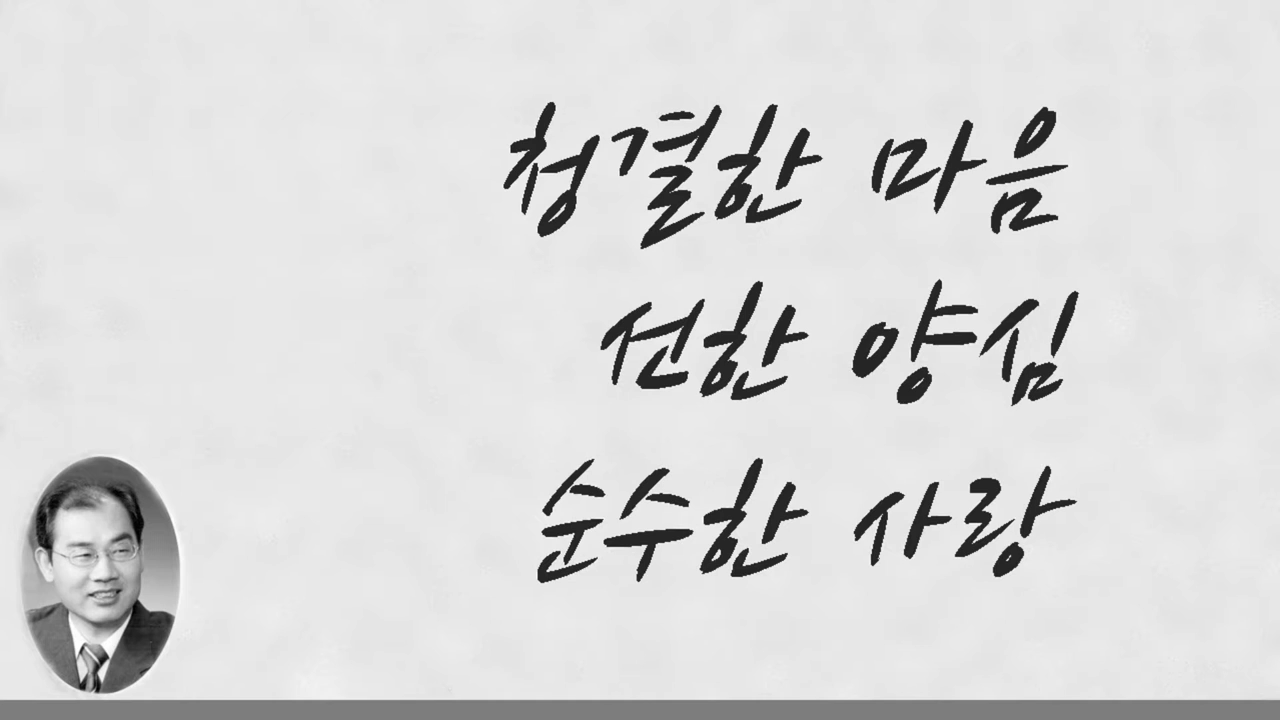 청결한 마음
선한 양심
순수한 사랑